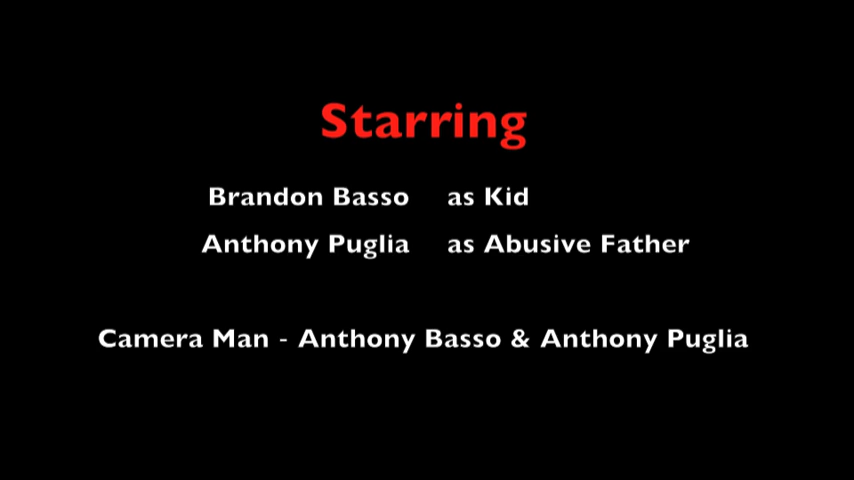 Starring
Brandon Basso as Kid
Anthony Puglia as Abusive Father
Camera Man - Anthony Basso & Anthony Puglia